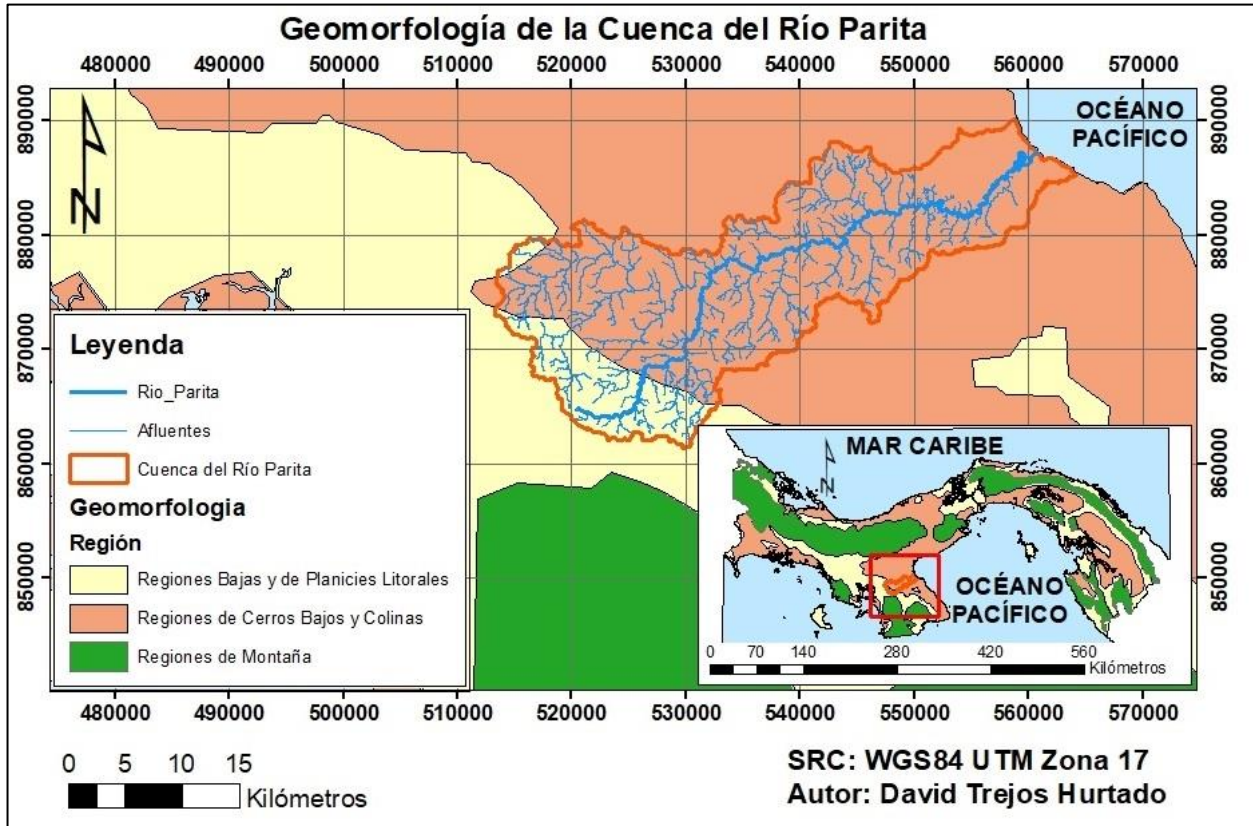 Geomorfología de la Cuenca del Río Parita
480000 490000 500000 510000 520000 530000 540000 550000 560000 570000
890000 890000
880000 880000
870000 870000
860000 860000
850000 850000
OCÉANO
PACÍFICO
N
Leyenda
Rio_Parita
Afluentes
Cuenca del Río Parita
Geomorfologia
Región
Regiones Bajas y de Planicies Litorales
Regiones de Cerros Bajos y Colinas
Regiones de Montaña
MAR CARIBE
N
OCÉANO
PACÍFICO
0 70 140 280 420 560
Kilómetros
480000 490000 500000 510000 520000 530000 540000 550000 560000 570000
0 5 10 15
Kilómetros
SRC: WGS84 UTM Zona 17
Autor: David Trejos Hurtado